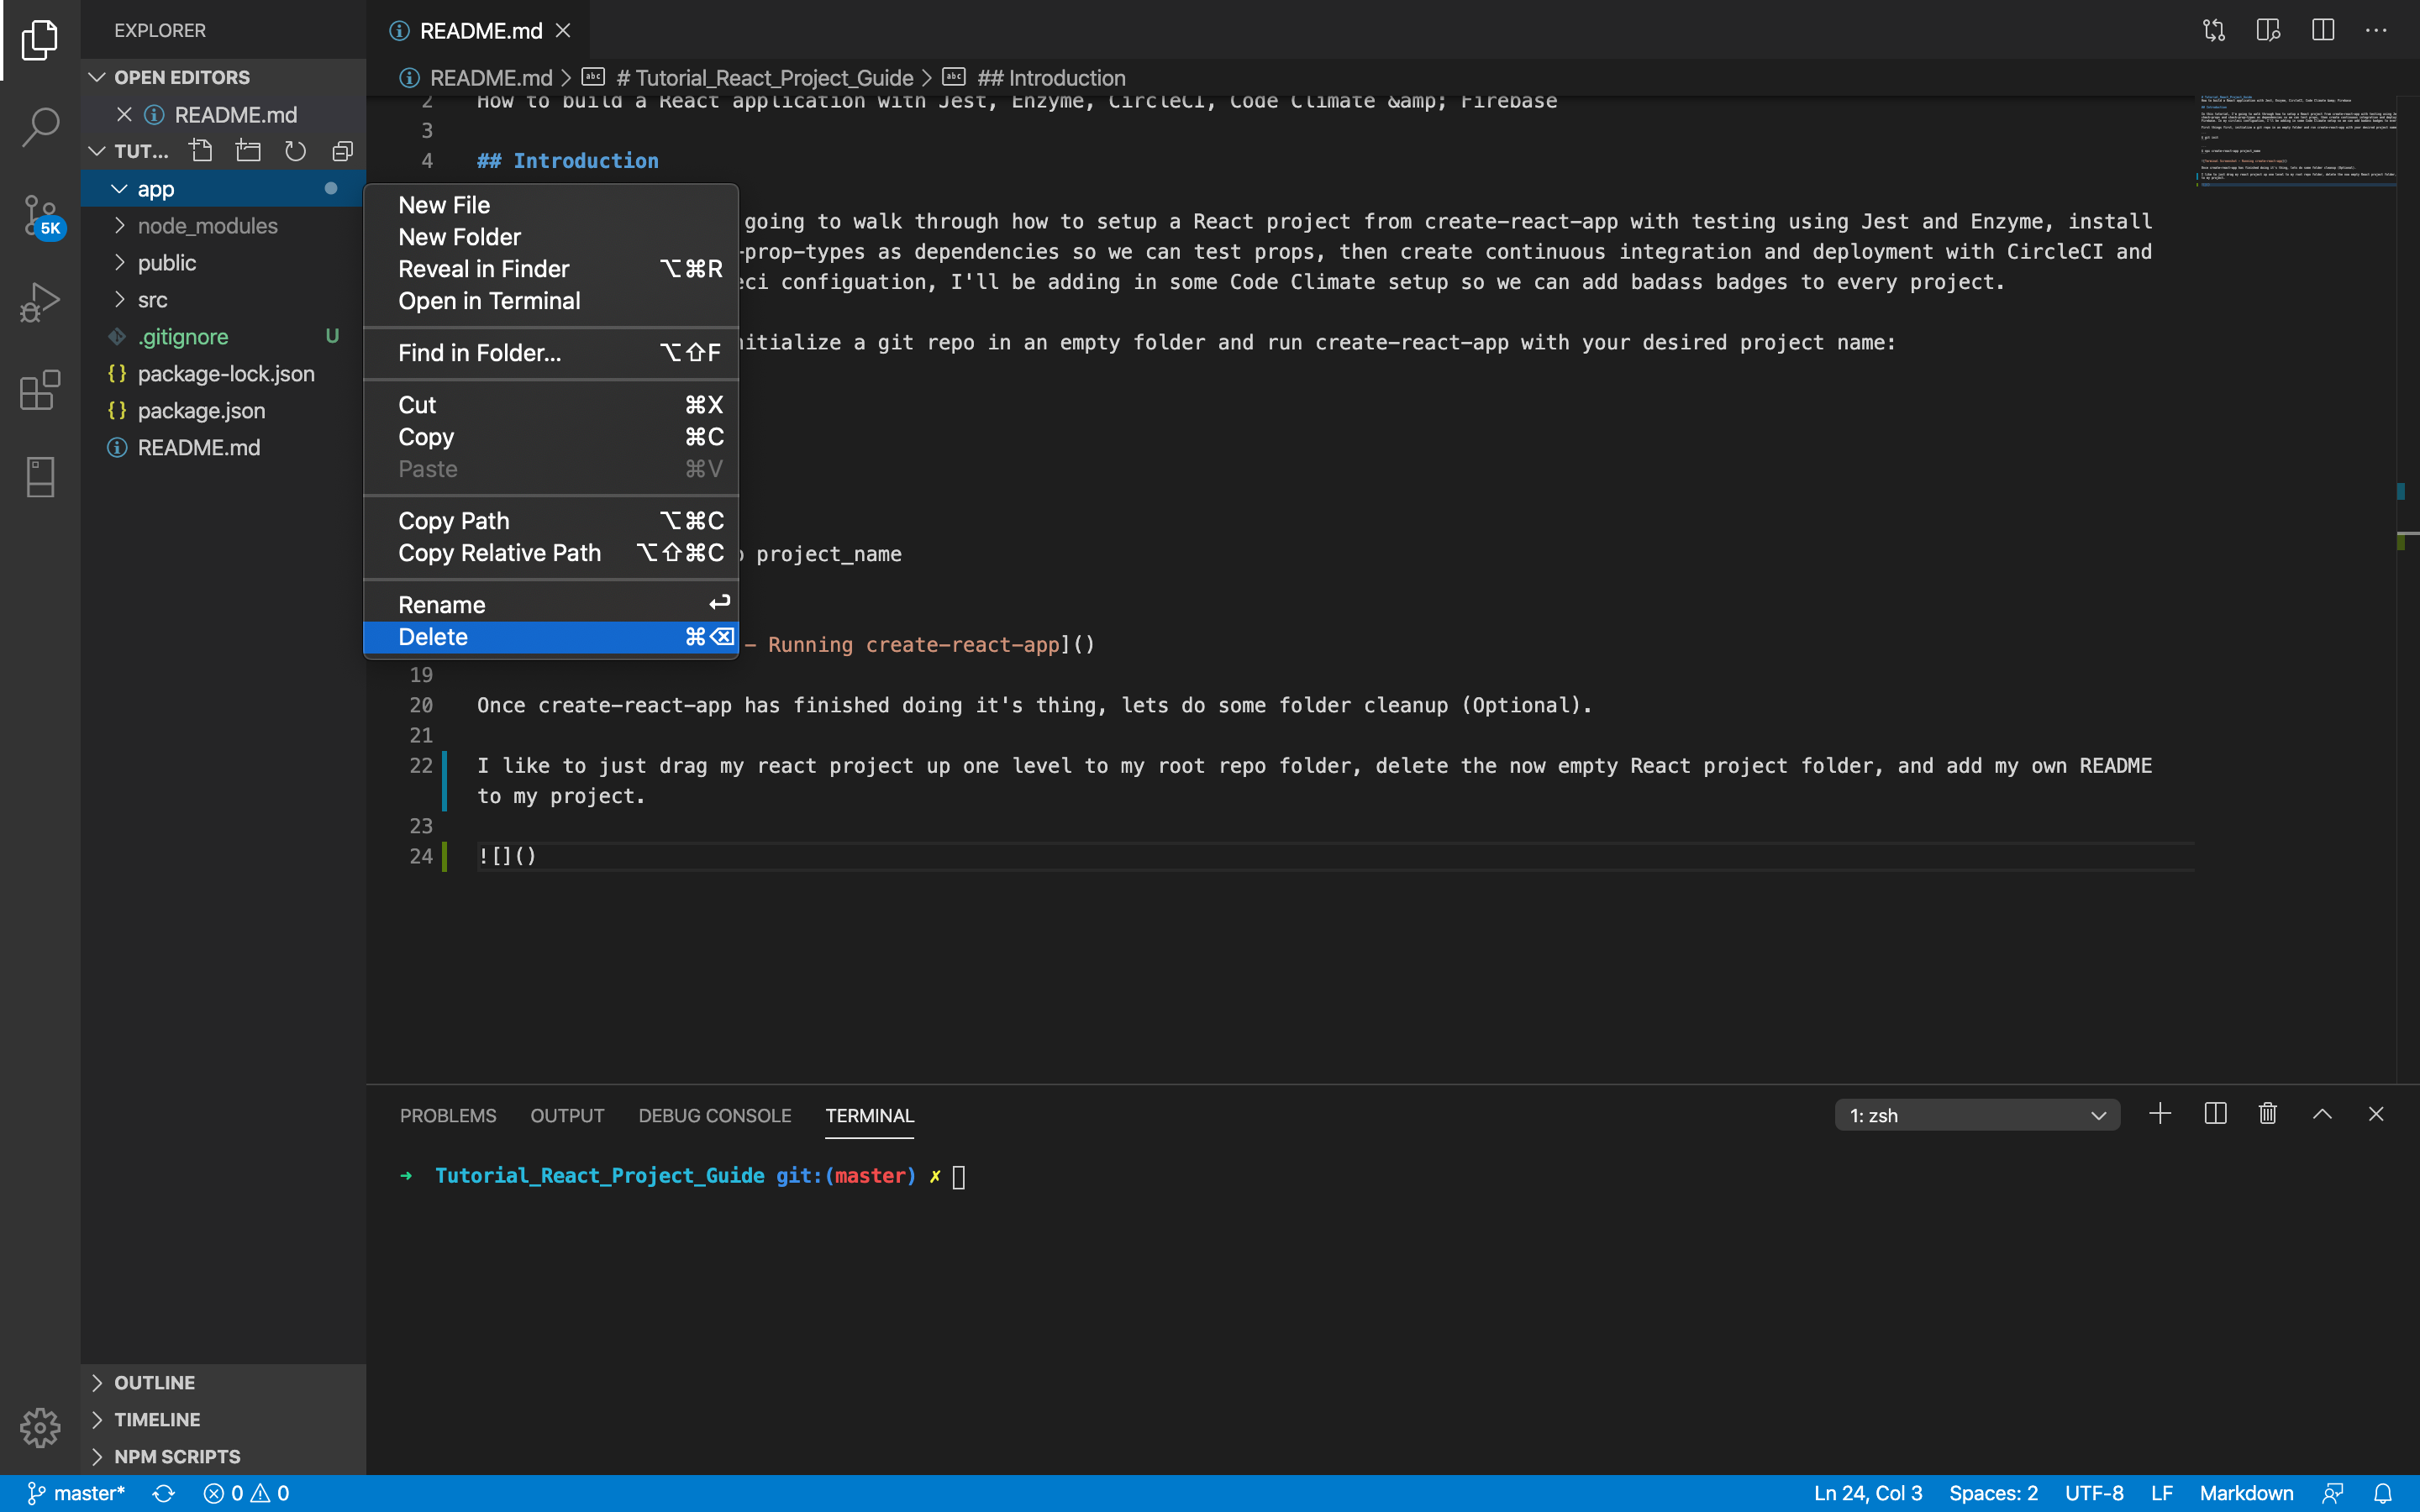 EXPLORER
OPEN EDITORS
README.md
TUT...
app
node_modules
public
src
.gitignore U
package-lock.json
package.json
README.md
OUTLINE
TIMELINE
NPM SCRIPTS
5K
README.md
README.md > # Tutorial_React_Project_Guide > ## Introduction
2 How to build a React application with Jest, Enzyme, CircleCI, Code Climate &amp; Firebase
3
4 ## Introduction
going to walk through how to setup a React project from create-react-app with testing using Jest and Enzyme, install
-prop-types as dependencies so we can test props, then create continuous integration and deployment with CircleCI and
eci configuation, I'll be adding in some Code Climate setup so we can add badass badges to every project.
nitialize a git repo in an empty folder and run create-react-app with your desired project name:
project_name
- Running create-react-app]()
19
20 Once create-react-app has finished doing it's thing, lets do some folder cleanup (Optional).
21
22 I like to just drag my react project up one level to my root repo folder, delete the now empty React project folder, and add my own README
to my project.
23
24 ![]()
New File
New Folder
Reveal in Finder ⌥⌘R
Open in Terminal
Find in Folder... ⌥⇧F
Cut ⌘X
Copy ⌘C
Paste ⌘V
Copy Path ⌥⌘C
Copy Relative Path ⌥⇧⌘C
Rename ↩
Delete ⌘⌫
PROBLEMS OUTPUT DEBUG CONSOLE TERMINAL
1: zsh
➜ Tutorial_React_Project_Guide git:(master) ✗
master* 0 0
Ln 24, Col 3 Spaces: 2 UTF-8 LF Markdown